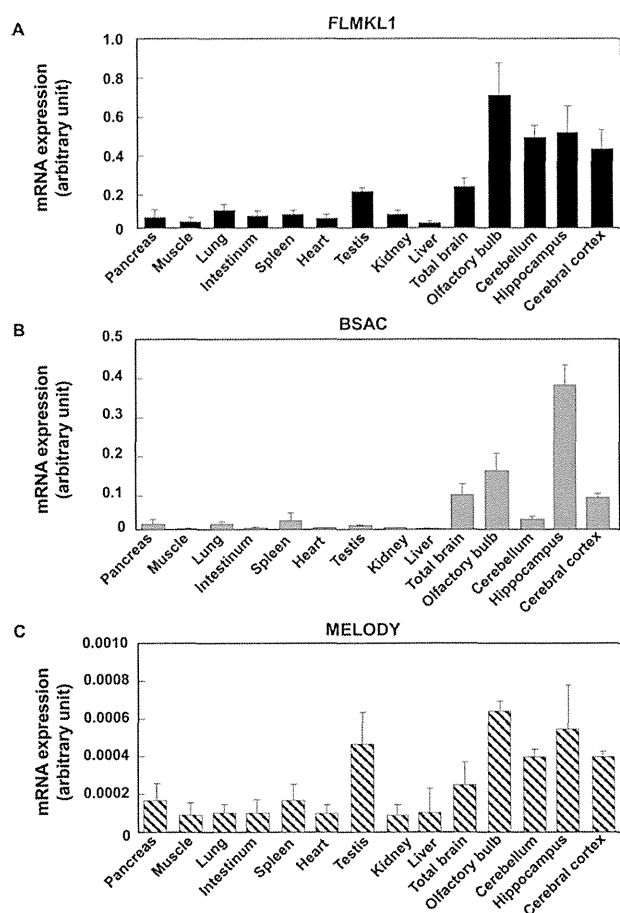 A
FLMKL1
mRNA expression
(arbitrary unit)
1.0
0.8
0.6
0.4
0.2
0
Pancreas
Muscle
Lung
Intestinum
Spleen
Heart
Testis
Kidney
Liver
Total brain
Olfactory bulb
Cerebellum
Hippocampus
Cerebral cortex
B
BSAC
mRNA expression
(arbitrary unit)
0.5
0.4
0.2
0.1
0
Pancreas
Muscle
Lung
Intestinum
Spleen
Heart
Testis
Kidney
Liver
Total brain
Olfactory bulb
Cerebellum
Hippocampus
Cerebral cortex
C
MELODY
mRNA expression
(arbitrary unit)
0.0010
0.0008
0.0006
0.0004
0.0002
0
Pancreas
Muscle
Lung
Intestinum
Spleen
Heart
Testis
Kidney
Liver
Total brain
Olfactory bulb
Cerebellum
Hippocampus
Cerebral cortex